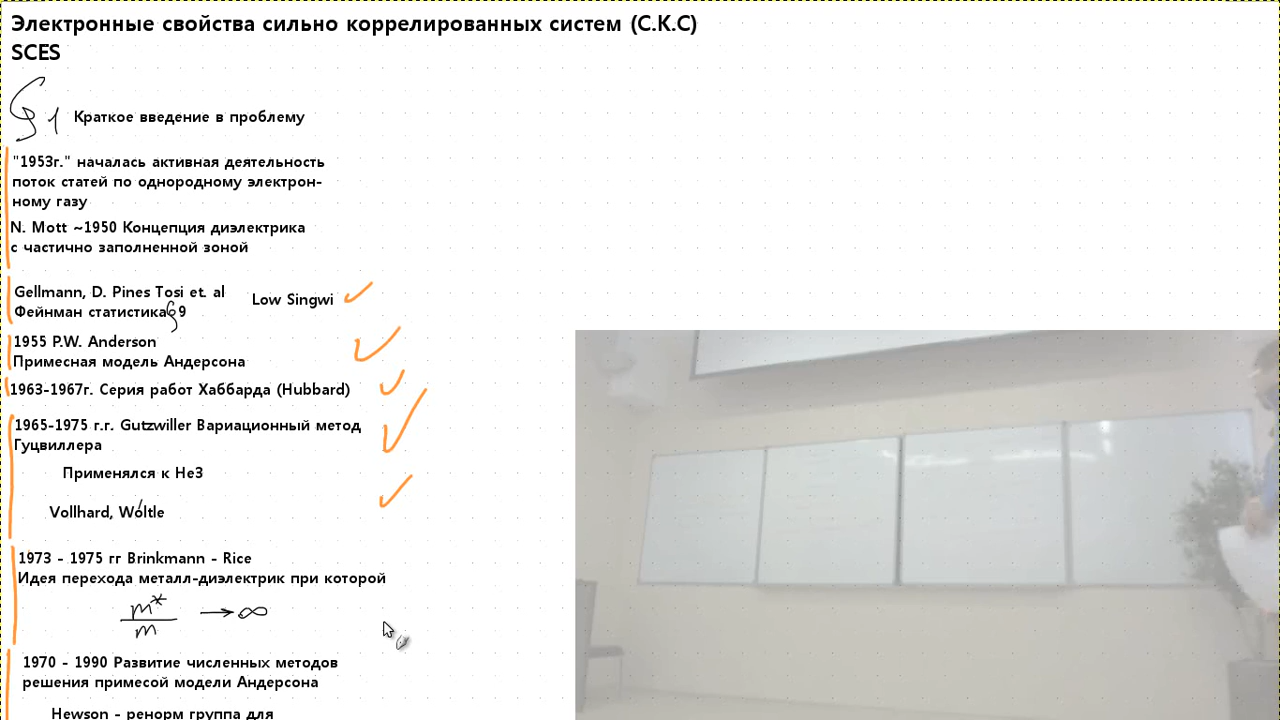 Электронные свойства сильно коррелированных систем (С.К.С)
SCES
§1 Краткое введение в проблему
"1953г." началась активная деятельность
поток статей по однородному электрон-
ному газу
N. Mott ~1950 Концепция диэлектрика
с частично заполненной зоной
Gellmann, D. Pines Tosi et. al Low Singwi
Фейнман статистика §9
1955 P.W. Anderson
Примесная модель Андерсона
1963-1967г. Серия работ Хаббарда (Hubbard)
1965-1975 г.г. Gutzwiller Вариационный метод
Гуцвиллера
Применялся к He3
Vollhard, Woltle
1973 - 1975 гг Brinkmann - Rice
Идея перехода металл-диэлектрик при которой
m*/m → ∞
1970 - 1990 Развитие численных методов
решения примесой модели Андерсона
Hewson - ренорм группа для